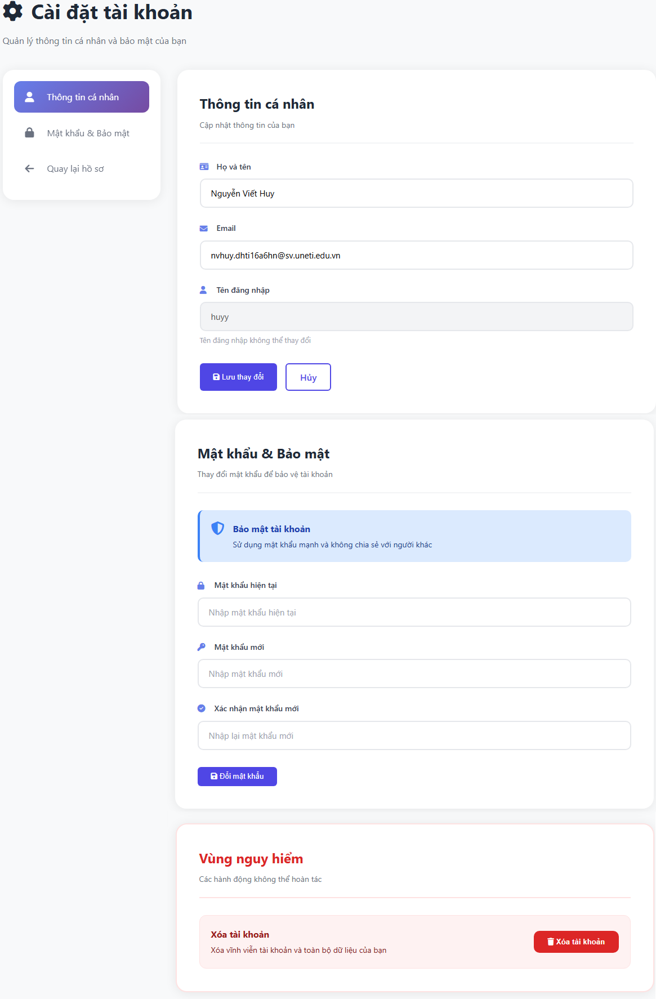 Cài đặt tài khoản
Quản lý thông tin cá nhân và bảo mật của bạn
Thông tin cá nhân
Mật khẩu & Bảo mật
Quay lại hồ sơ
Thông tin cá nhân
Cập nhật thông tin của bạn
Họ và tên
Nguyễn Viết Huy
Email
nvhuy.dhti16a6hn@sv.uneti.edu.vn
Tên đăng nhập
huyy
Tên đăng nhập không thể thay đổi
Lưu thay đổi
Hủy
Mật khẩu & Bảo mật
Thay đổi mật khẩu để bảo vệ tài khoản
Bảo mật tài khoản
Sử dụng mật khẩu mạnh và không chia sẻ với người khác
Mật khẩu hiện tại
Nhập mật khẩu hiện tại
Mật khẩu mới
Nhập mật khẩu mới
Xác nhận mật khẩu mới
Nhập lại mật khẩu mới
Đổi mật khẩu
Vùng nguy hiểm
Các hành động không thể hoàn tác
Xóa tài khoản
Xóa vĩnh viễn tài khoản và toàn bộ dữ liệu của bạn
Xóa tài khoản